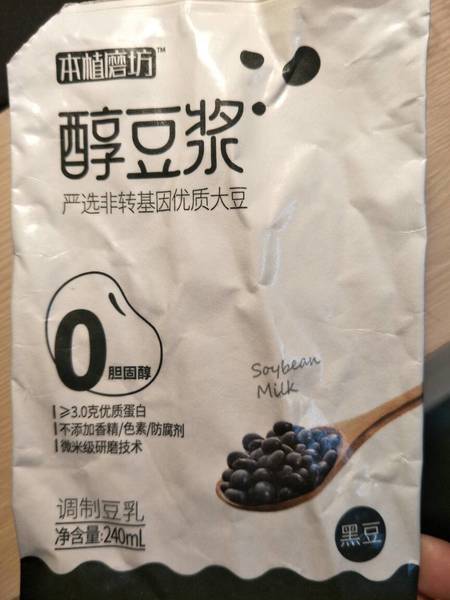 本植磨坊™
醇豆浆
严选非转基因优质大豆
0胆固醇
Soybean
Milk
≥3.0克优质蛋白
不添加香精/色素/防腐剂
微米级研磨技术
调制豆乳
净含量:240mL
黑豆